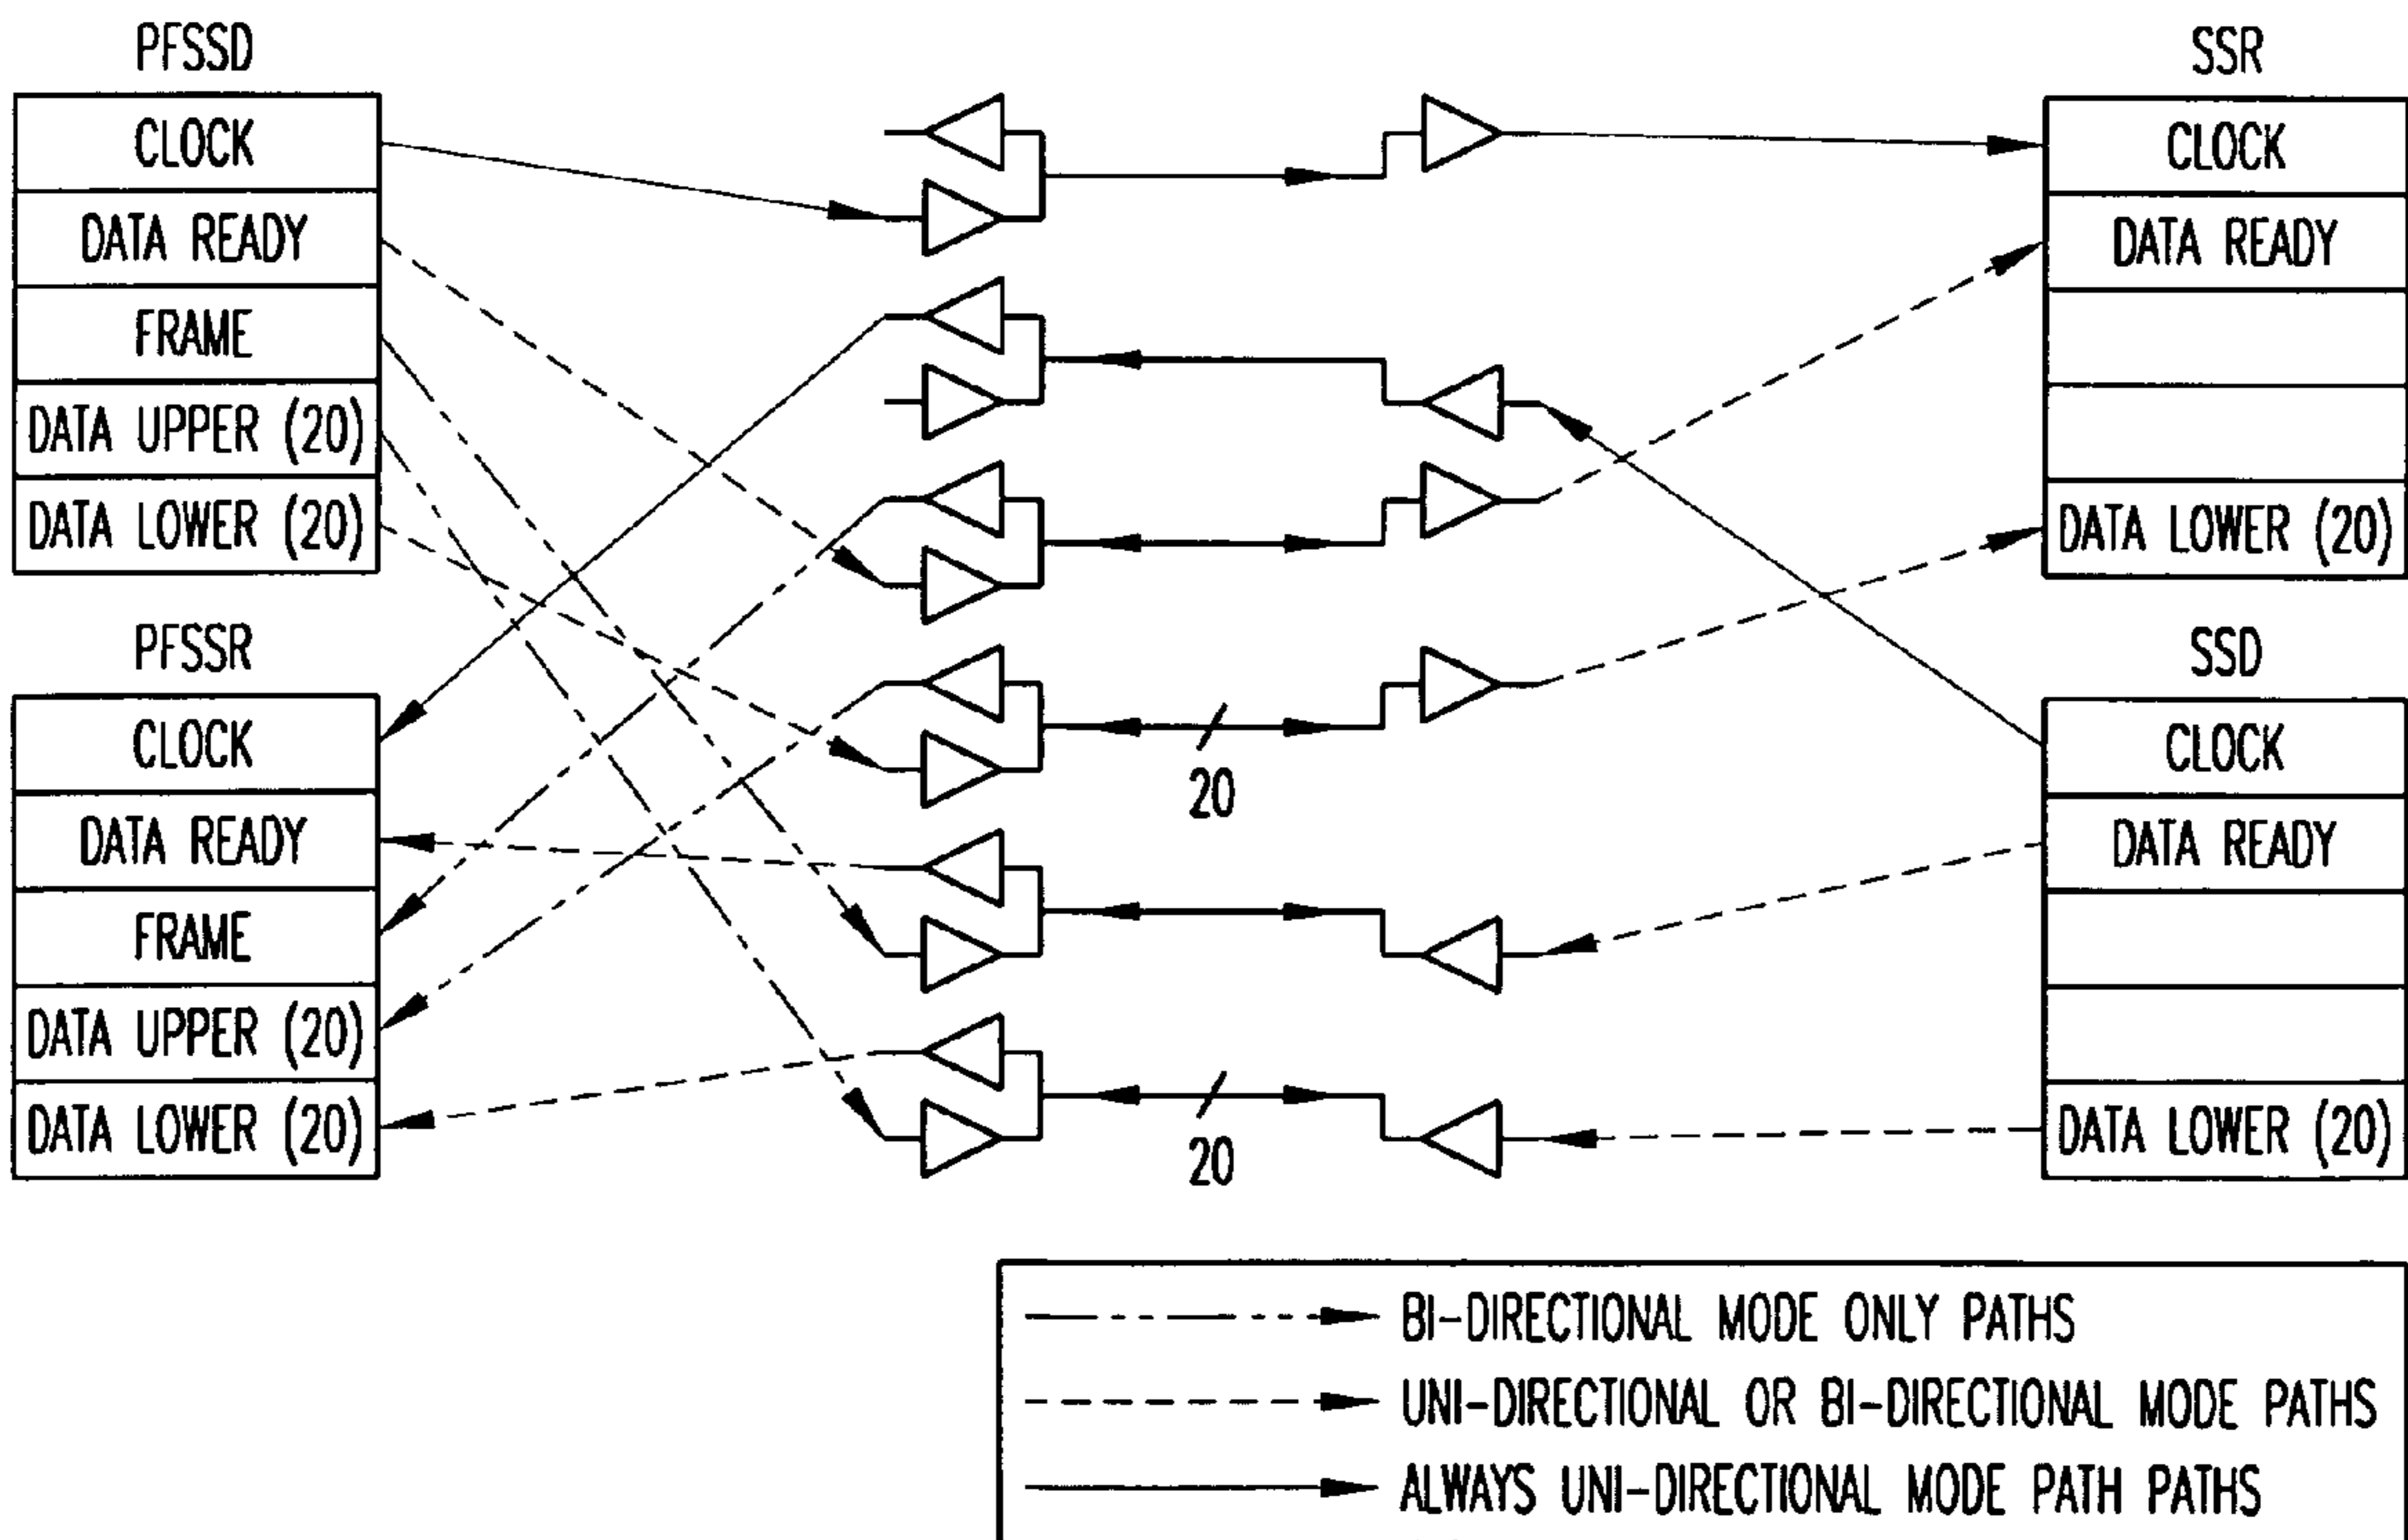 PFSSD
CLOCK
DATA READY
FRAME
DATA UPPER (20)
DATA LOWER (20)
PFSSR
CLOCK
DATA READY
FRAME
DATA UPPER (20)
DATA LOWER (20)
20
20
SSR
CLOCK
DATA READY
DATA LOWER (20)
SSD
CLOCK
DATA READY
DATA LOWER (20)
BI-DIRECTIONAL MODE ONLY PATHS
UNI-DIRECTIONAL OR BI-DIRECTIONAL MODE PATHS
ALWAYS UNI-DIRECTIONAL MODE PATH PATHS